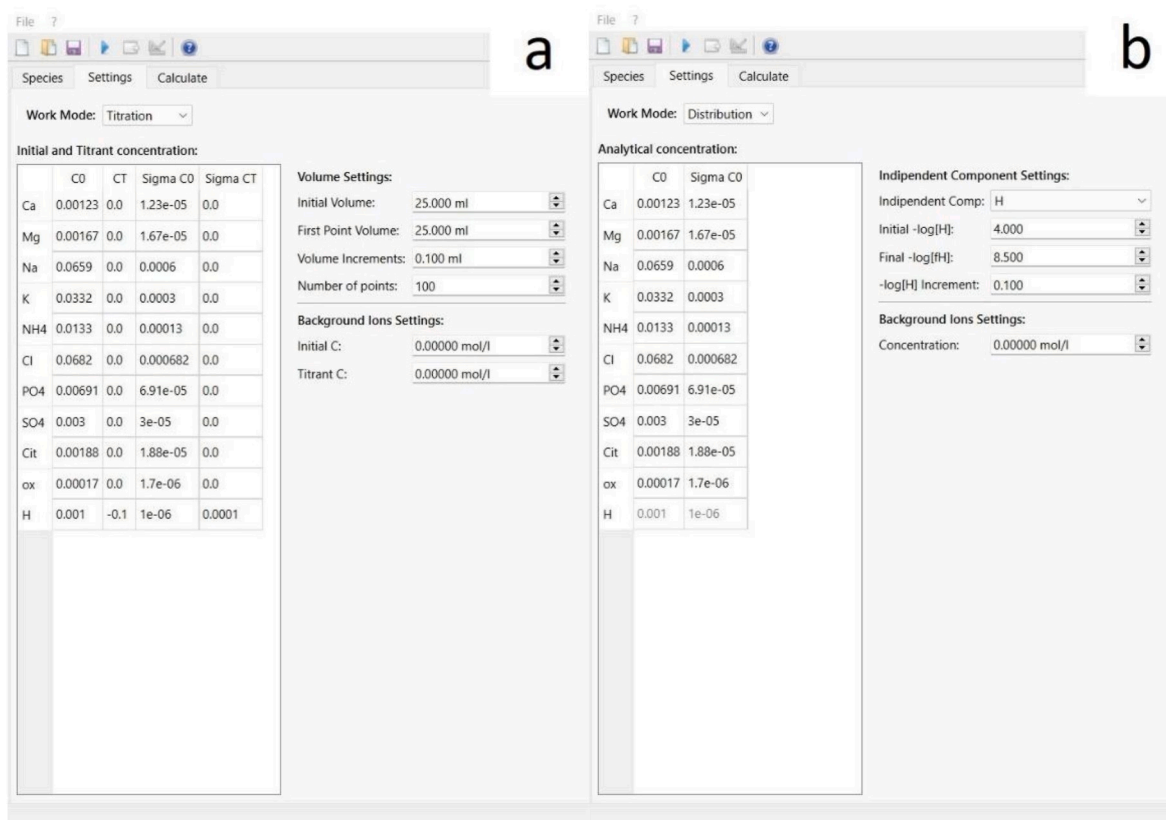 File ?
a
Species Settings Calculate
Work Mode: Titration
Initial and Titrant concentration:
C0 CT Sigma C0 Sigma CT
Ca 0.00123 0.0 1.23e-05 0.0
Mg 0.00167 0.0 1.67e-05 0.0
Na 0.0659 0.0 0.0006 0.0
K 0.0332 0.0 0.0003 0.0
NH4 0.0133 0.0 0.00013 0.0
Cl 0.0682 0.0 0.000682 0.0
PO4 0.00691 0.0 6.91e-05 0.0
SO4 0.003 0.0 3e-05 0.0
Cit 0.00188 0.0 1.88e-05 0.0
ox 0.00017 0.0 1.7e-06 0.0
H 0.001 -0.1 1e-06 0.0001
Volume Settings:
Initial Volume: 25.000 ml
First Point Volume: 25.000 ml
Volume Increments: 0.100 ml
Number of points: 100
Background Ions Settings:
Initial C: 0.00000 mol/l
Titrant C: 0.00000 mol/l
File ?
b
Species Settings Calculate
Work Mode: Distribution
Analytical concentration:
C0 Sigma C0
Ca 0.00123 1.23e-05
Mg 0.00167 1.67e-05
Na 0.0659 0.0006
K 0.0332 0.0003
NH4 0.0133 0.00013
Cl 0.0682 0.000682
PO4 0.00691 6.91e-05
SO4 0.003 3e-05
Cit 0.00188 1.88e-05
ox 0.00017 1.7e-06
H 0.001 1e-06
Indipendent Component Settings:
Indipendent Comp: H
Initial -log[H]: 4.000
Final -log[fH]: 8.500
-log[H] Increment: 0.100
Background Ions Settings:
Concentration: 0.00000 mol/l